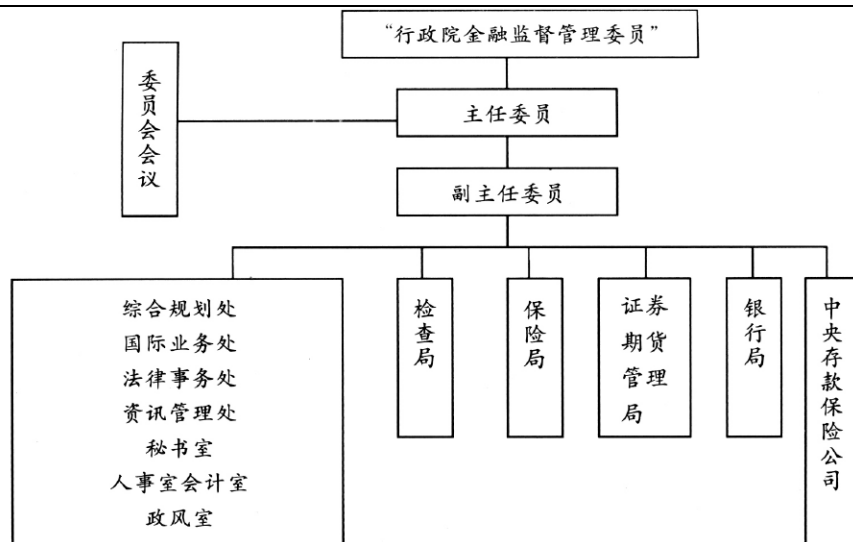 “行政院金融监督管理委员”
委员会会议
主任委员
副主任委员
综合规划处
国际业务处
法律事务处
资讯管理处
秘书室
人事室会计室
政风室
检查局
保险局
证券
期货
管理
局
银行局
中央存款保险公司